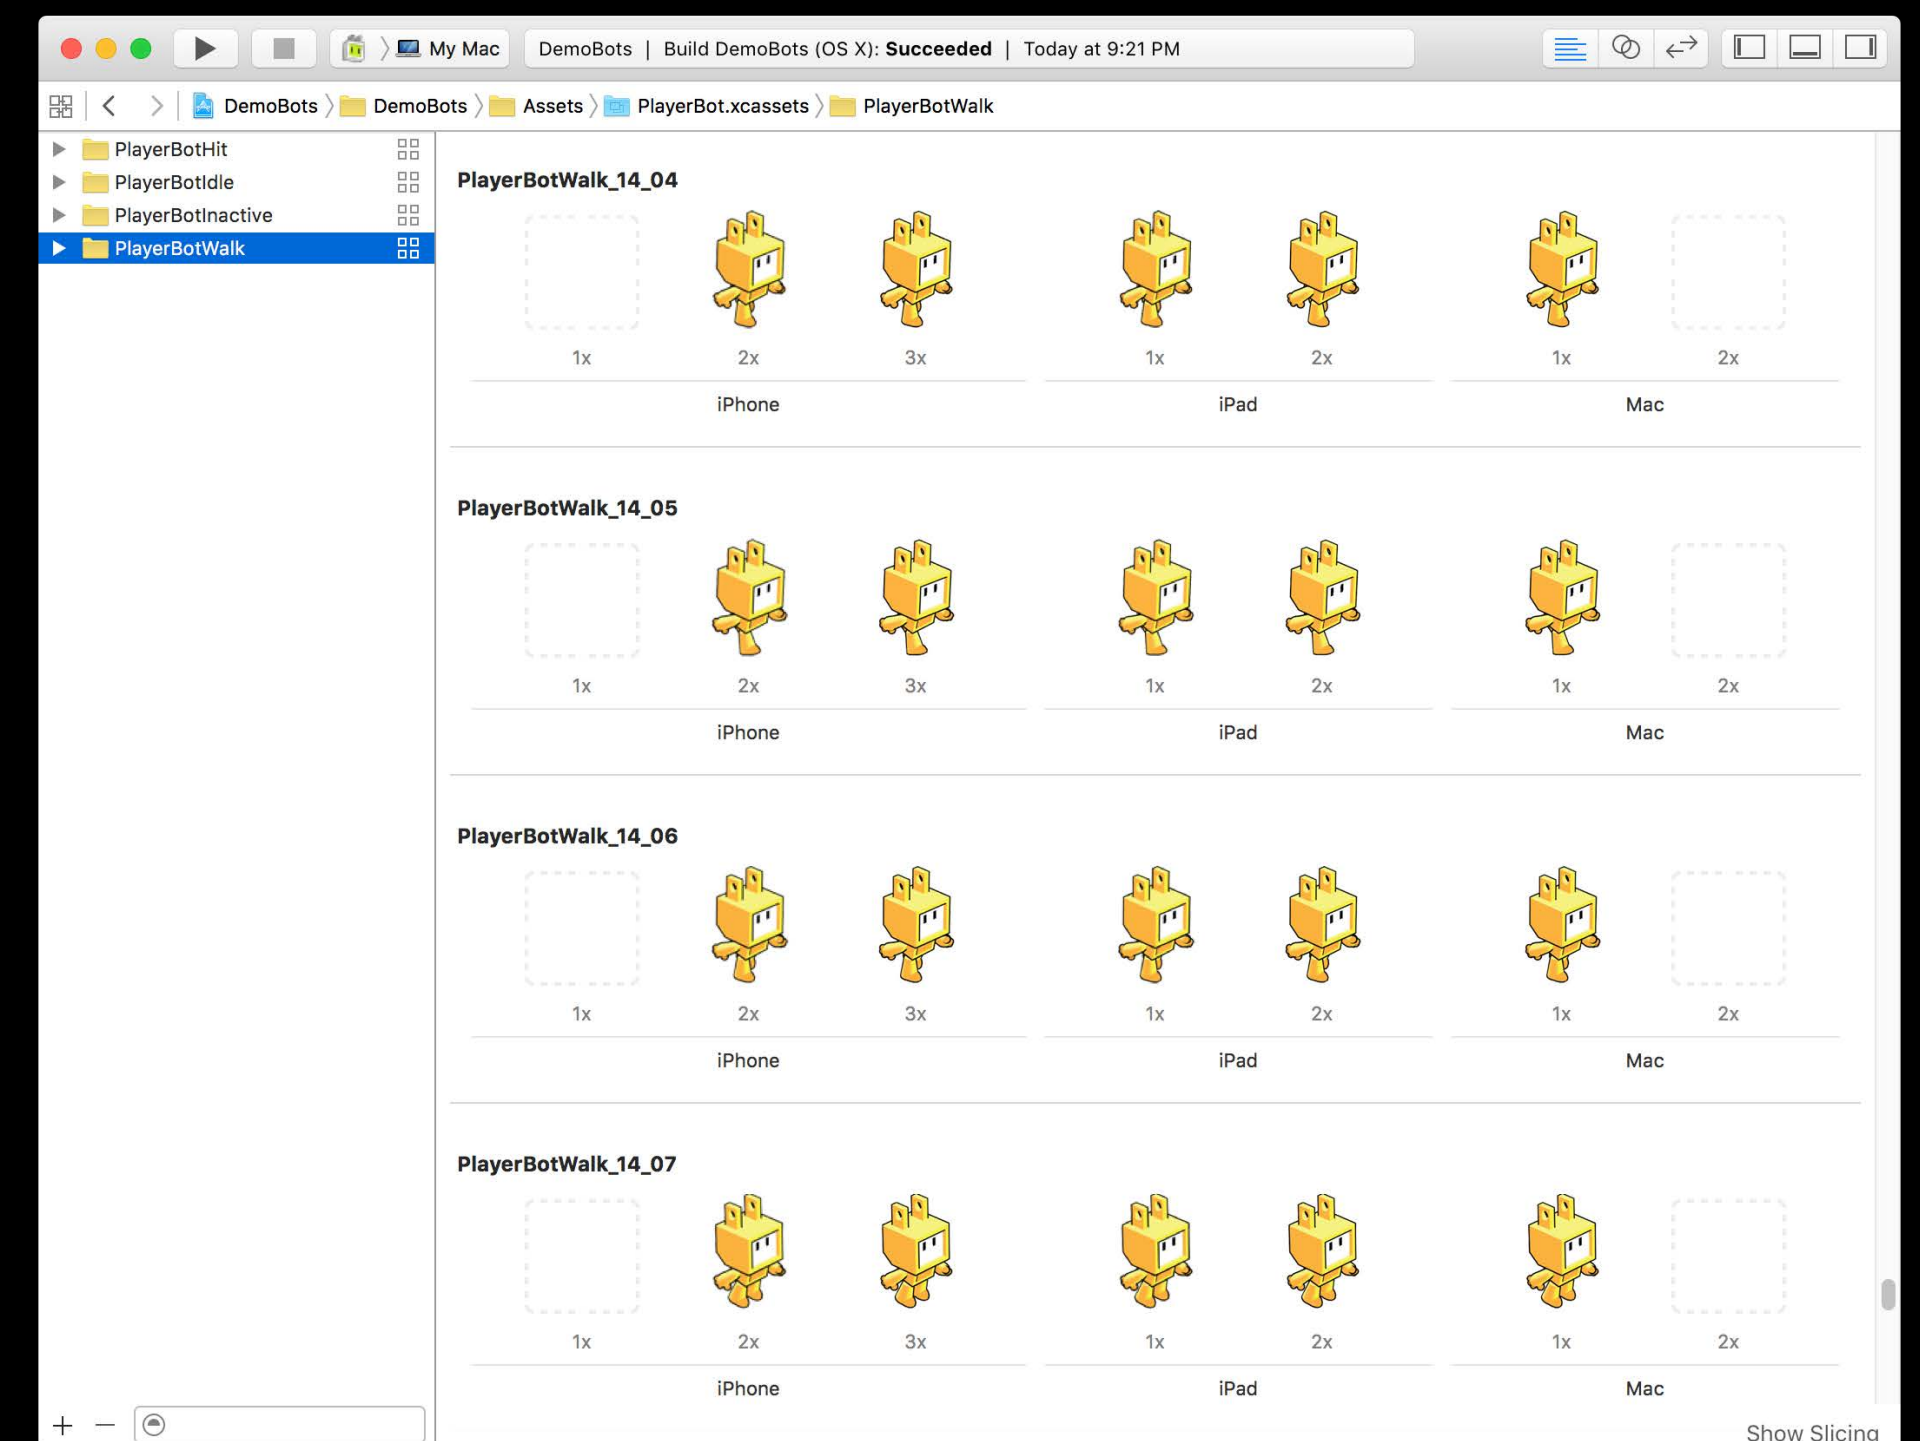 My Mac
DemoBots | Build DemoBots (OS X): Succeeded | Today at 9:21 PM
DemoBots DemoBots Assets PlayerBot.xcassets PlayerBotWalk
PlayerBotHit
PlayerBotIdle
PlayerBotInactive
PlayerBotWalk
PlayerBotWalk_14_04
1x 2x 3x 1x 2x 1x 2x
iPhone iPad Mac
PlayerBotWalk_14_05
1x 2x 3x 1x 2x 1x 2x
iPhone iPad Mac
PlayerBotWalk_14_06
1x 2x 3x 1x 2x 1x 2x
iPhone iPad Mac
PlayerBotWalk_14_07
1x 2x 3x 1x 2x 1x 2x
iPhone iPad Mac
Show Slicing